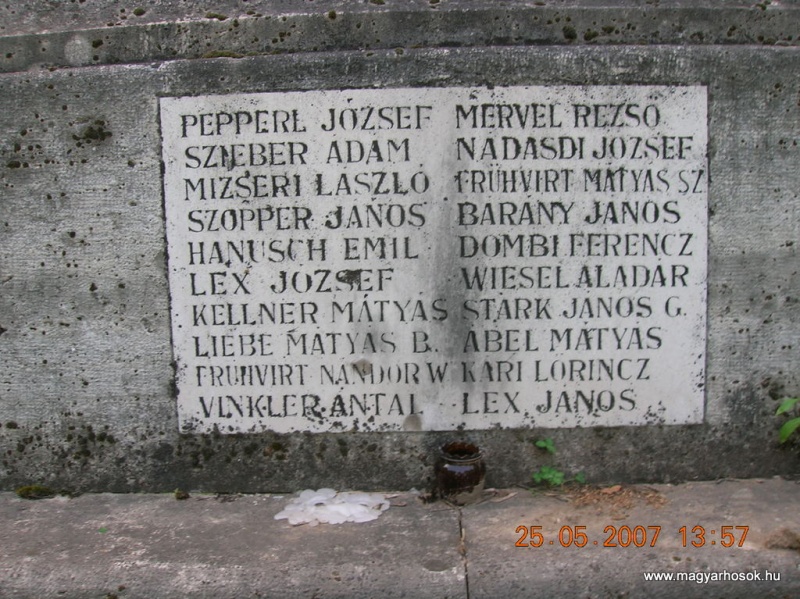 PEPPERL JÓZSEF
SZIEBER ÁDÁM
MIZSERI LÁSZLÓ
SZOPPER JÁNOS
HANUSCH EMIL
LEX JÓZSEF
KELLNER MÁTYÁS
LIEBE MÁTYÁS B.
FRÜHVIRT NÁNDOR W
VINKLER ANTAL
MERVEL REZSŐ
NÁDASDI JÓZSEF
FRÜHVIRT MÁTYÁS SZ
BÁRÁNY JÁNOS
DOMBI FERENCZ
WIESEL ALADÁR
STARK JÁNOS G.
ÁBEL MÁTYÁS
KARI LŐRINCZ
LEX JÁNOS
25.05.2007 13:57
www.magyarhosok.hu